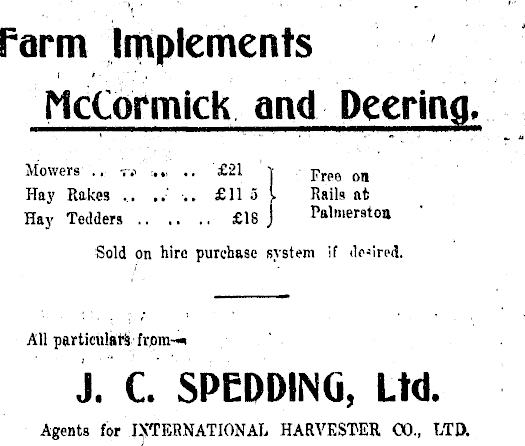 Farm Implements
McCormick and Deering.
Mowers .. .. .. .. £21
Hay Rakes .. .. .. £11 5
Hay Tedders .. .. .. £18
Free on
Rails at
Palmerston
Sold on hire purchase system if desired.
All particulars from—
J. C. SPEDDING, Ltd.
Agents for INTERNATIONAL HARVESTER CO., LTD.